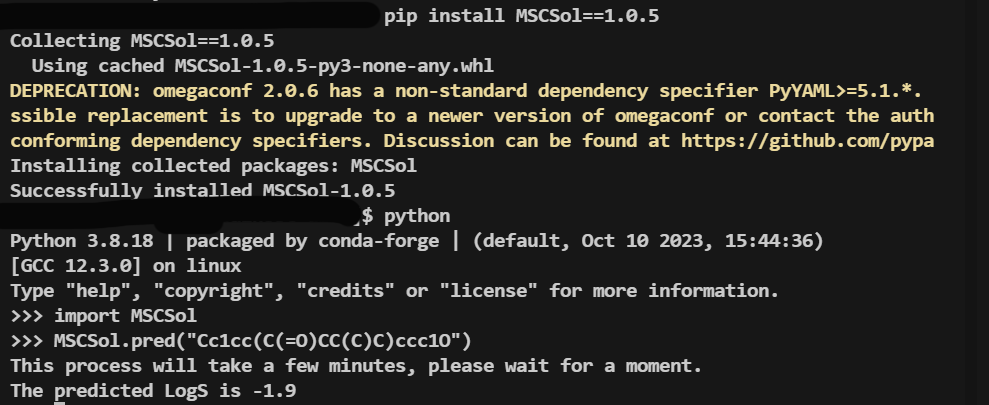 pip install MSCSol==1.0.5
Collecting MSCSol==1.0.5
  Using cached MSCSol-1.0.5-py3-none-any.whl
DEPRECATION: omegaconf 2.0.6 has a non-standard dependency specifier PyYAML>=5.1.*.
ssible replacement is to upgrade to a newer version of omegaconf or contact the auth
conforming dependency specifiers. Discussion can be found at https://github.com/pypa
Installing collected packages: MSCSol
Successfully installed MSCSol-1.0.5
$ python
Python 3.8.18 | packaged by conda-forge | (default, Oct 10 2023, 15:44:36)
[GCC 12.3.0] on linux
Type "help", "copyright", "credits" or "license" for more information.
>>> import MSCSol
>>> MSCSol.pred("Cc1cc(C(=O)CC(C)C)ccc1O")
This process will take a few minutes, please wait for a moment.
The predicted LogS is -1.9